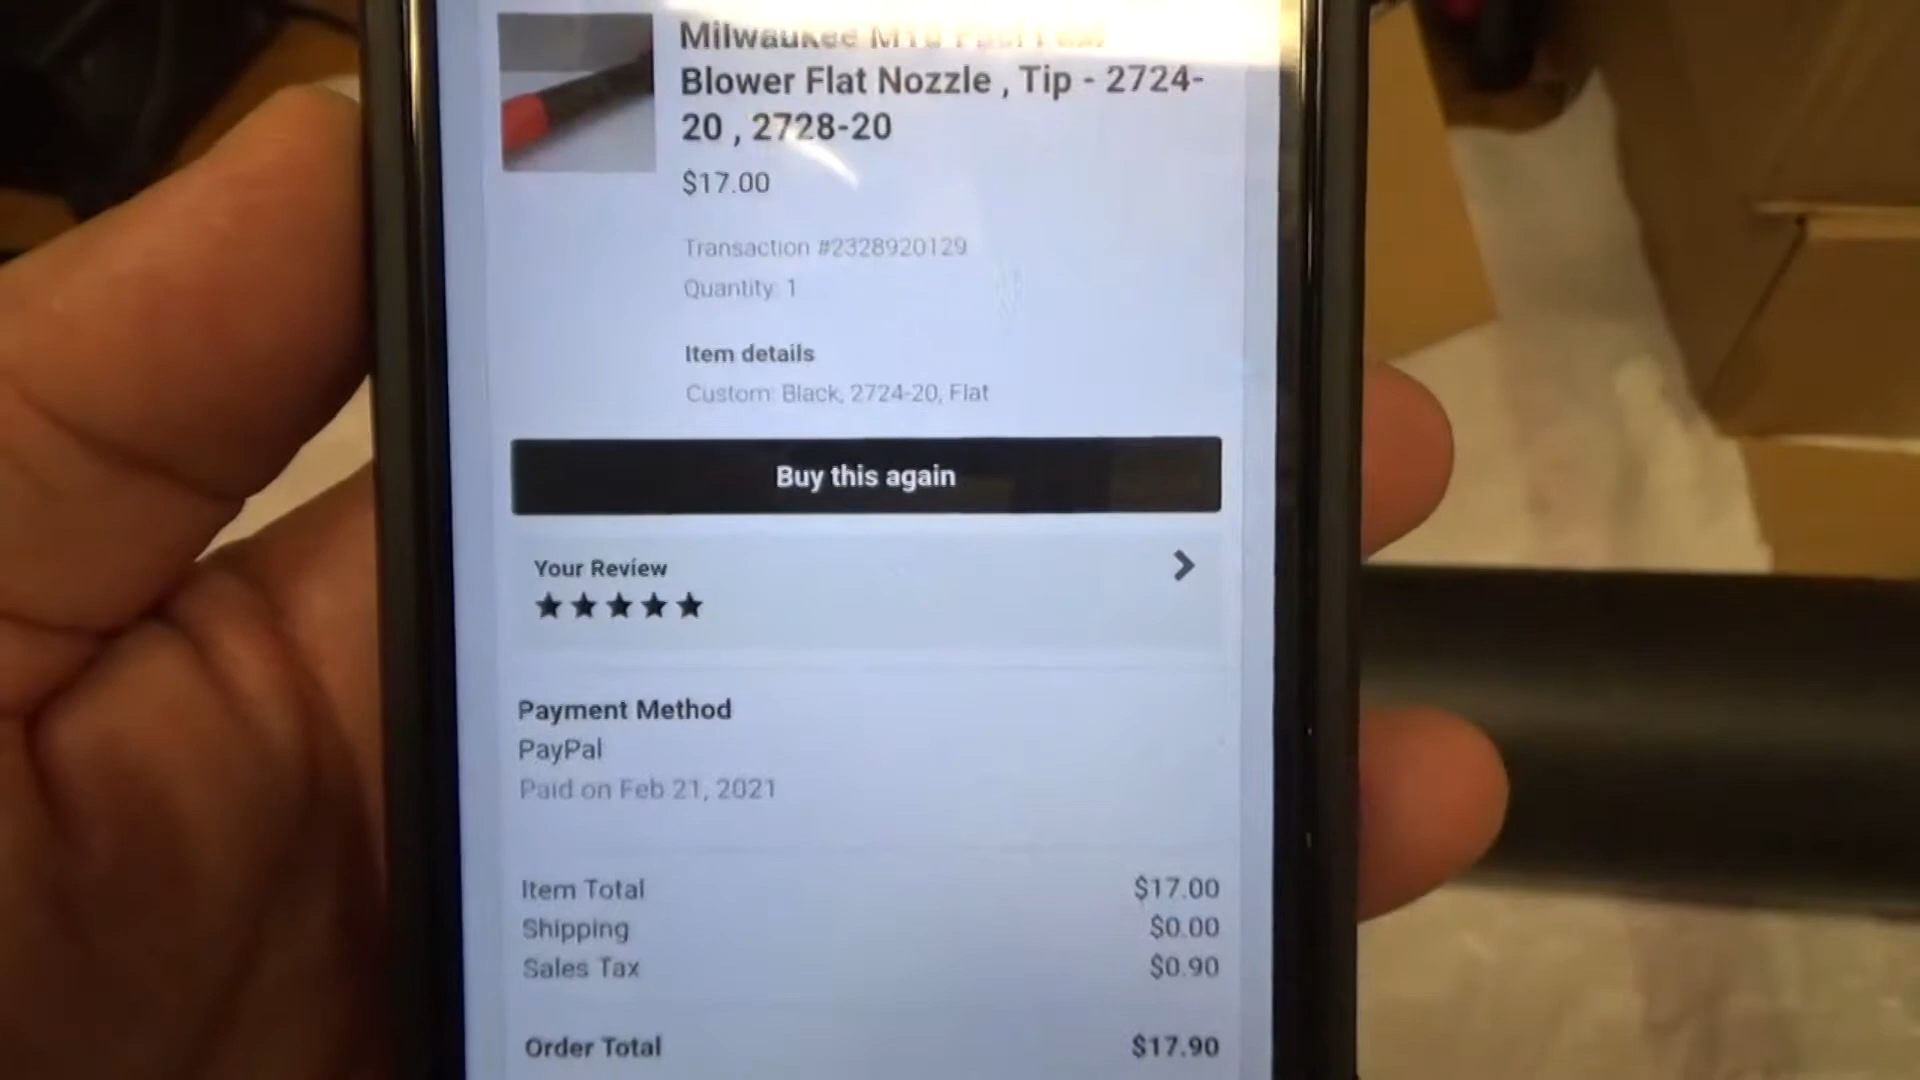 Milwaukee M18
Blower Flat Nozzle , Tip - 2724-
20 , 2728-20
$17.00
Transaction #2328920129
Quantity: 1
Item details
Custom: Black, 2724-20, Flat
Buy this again
Your Review
Payment Method
PayPal
Paid on Feb 21, 2021
Item Total $17.00
Shipping $0.00
Sales Tax $0.90
Order Total $17.90